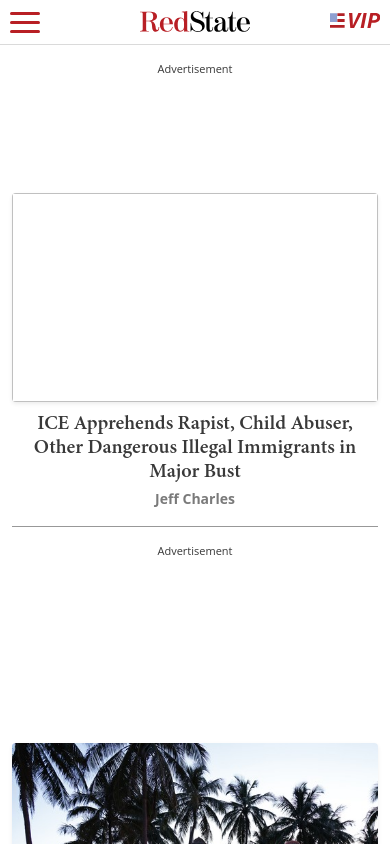 RedState
VIP
Advertisement
ICE Apprehends Rapist, Child Abuser,
Other Dangerous Illegal Immigrants in
Major Bust
Jeff Charles
Advertisement